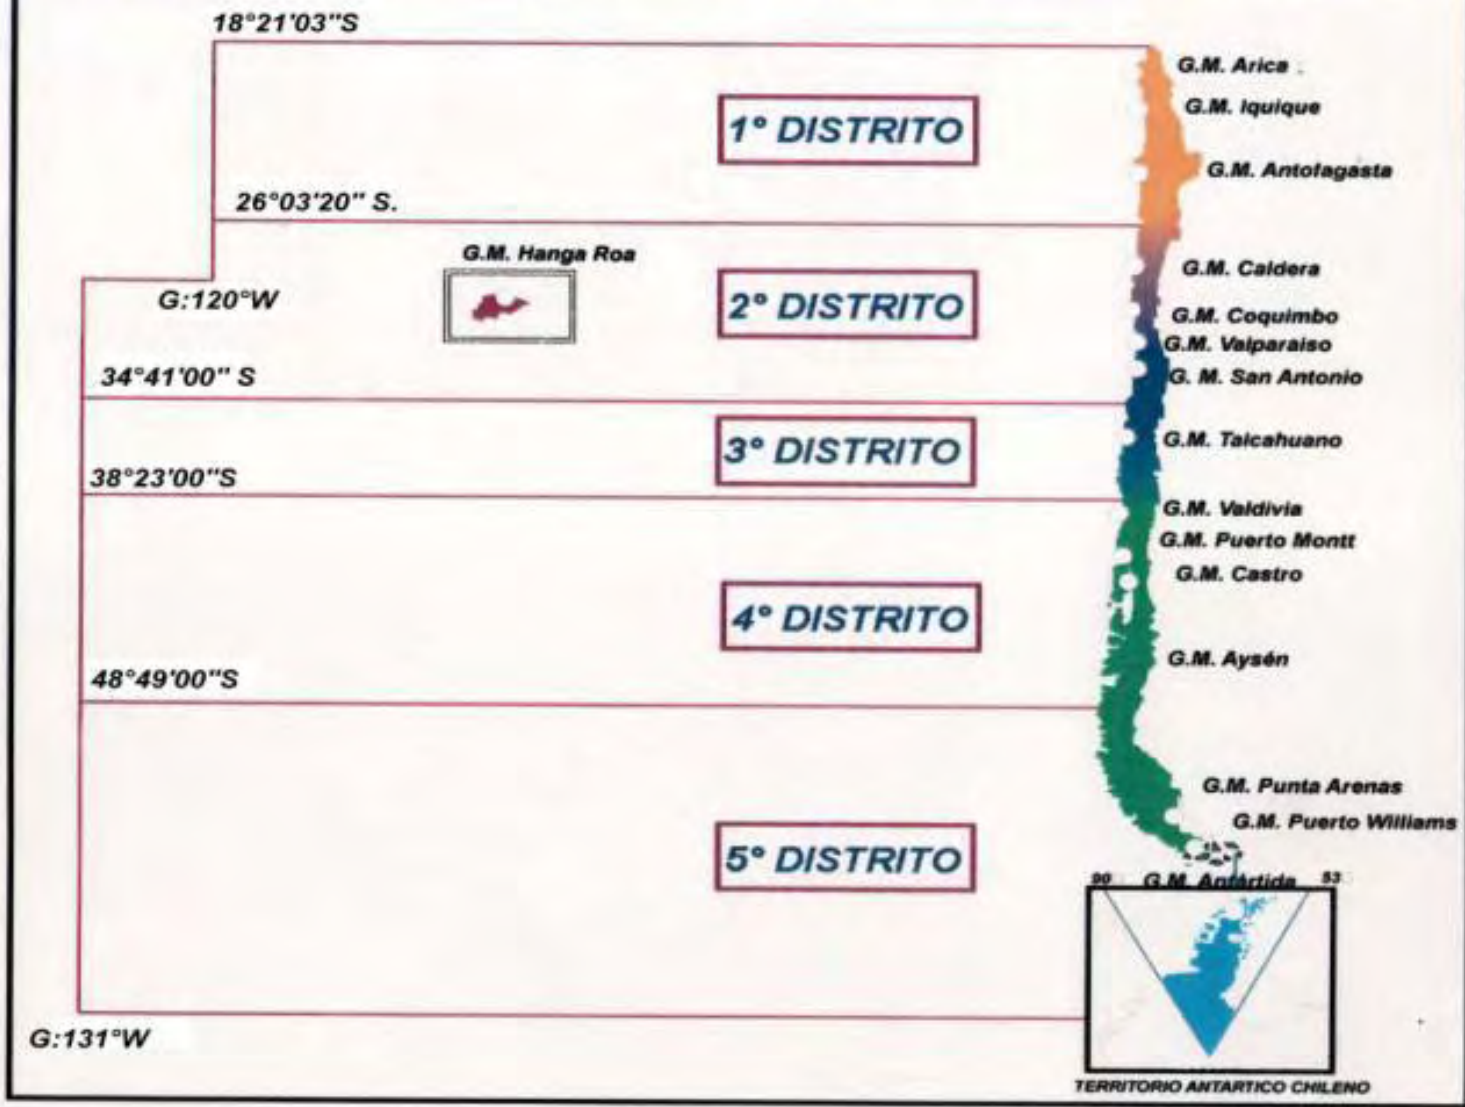 18°21'03"S
G.M. Arica
G.M. Iquique
1° DISTRITO
G.M. Antofagasta
26°03'20" S.
G.M. Hanga Roa
G.M. Caldera
G:120°W
2° DISTRITO
G.M. Coquimbo
G.M. Valparaiso
34°41'00" S
G. M. San Antonio
3° DISTRITO
G.M. Talcahuano
38°23'00"S
G.M. Valdivia
G.M. Puerto Montt
G.M. Castro
4° DISTRITO
G.M. Aysén
48°49'00"S
G.M. Punta Arenas
G.M. Puerto Williams
5° DISTRITO
90 G.M. Antártida 53
G:131°W
TERRITORIO ANTARTICO CHILENO